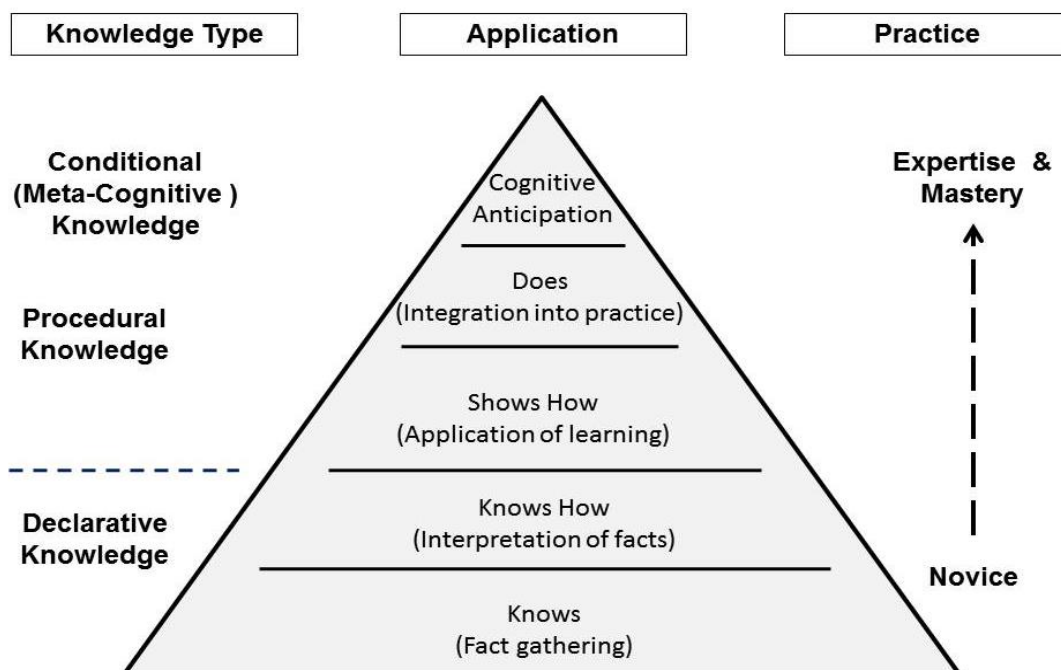 Knowledge Type
Application
Practice
Conditional
(Meta-Cognitive )
Knowledge
Procedural
Knowledge
Declarative
Knowledge
Cognitive
Anticipation
Does
(Integration into practice)
Shows How
(Application of learning)
Knows How
(Interpretation of facts)
Knows
(Fact gathering)
Expertise &
Mastery
Novice